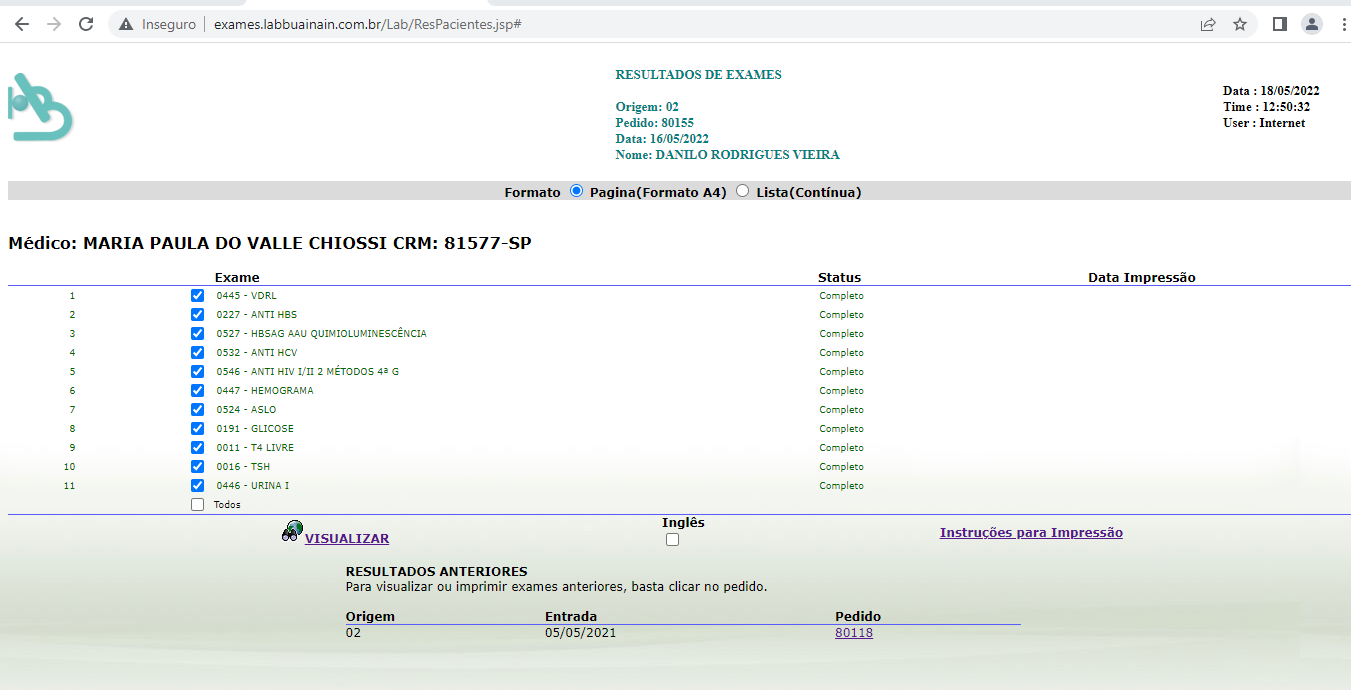 Inseguro exames.labbuainain.com.br/Lab/ResPacientes.jsp#
RESULTADOS DE EXAMES
Origem: 02
Pedido: 80155
Data: 16/05/2022
Nome: DANILO RODRIGUES VIEIRA
Data : 18/05/2022
Time : 12:50:32
User : Internet
Formato Pagina(Formato A4) Lista(Contínua)
Médico: MARIA PAULA DO VALLE CHIOSSI CRM: 81577-SP
Exame Status Data Impressão
1 0445 - VDRL Completo
2 0227 - ANTI HBS Completo
3 0527 - HBSAG AAU QUIMIOLUMINESCÊNCIA Completo
4 0532 - ANTI HCV Completo
5 0546 - ANTI HIV I/II 2 MÉTODOS 4ª G Completo
6 0447 - HEMOGRAMA Completo
7 0524 - ASLO Completo
8 0191 - GLICOSE Completo
9 0011 - T4 LIVRE Completo
10 0016 - TSH Completo
11 0446 - URINA I Completo
Todos
VISUALIZAR Inglês Instruções para Impressão
RESULTADOS ANTERIORES
Para visualizar ou imprimir exames anteriores, basta clicar no pedido.
Origem Entrada Pedido
02 05/05/2021 80118